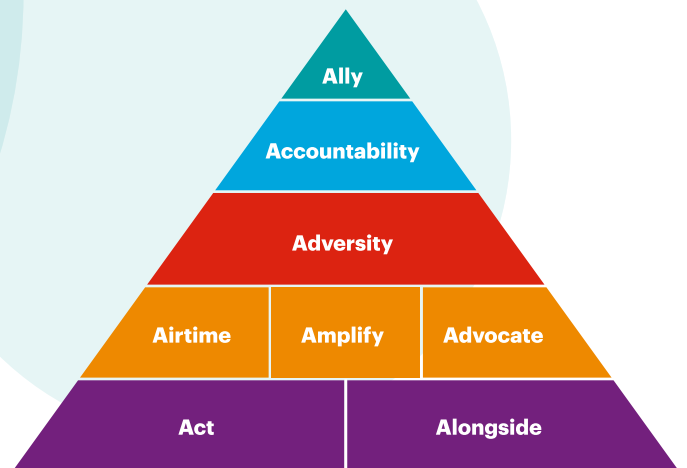 Ally
Accountability
Adversity
Airtime
Amplify
Advocate
Act
Alongside